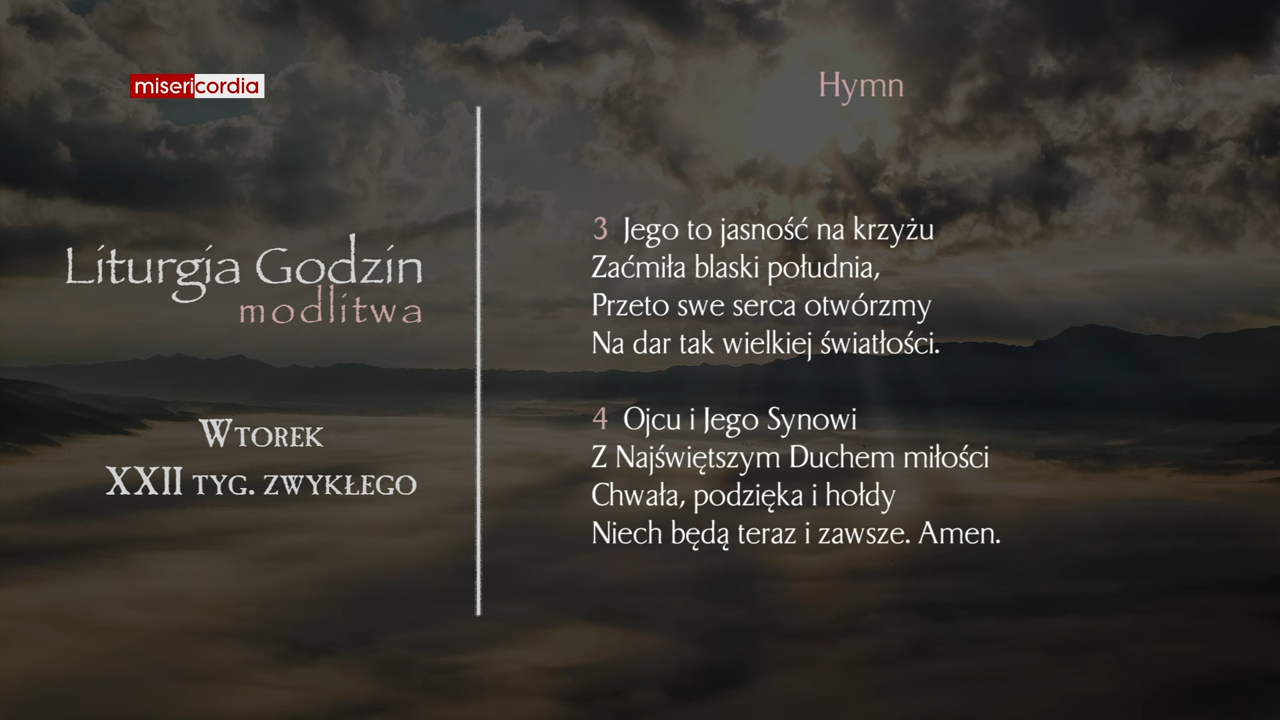 misericordia
Liturgia Godzin
modlitwa
Wtorek
XXII tyg. zwykłego
Hymn
3 Jego to jasność na krzyżu
Zaćmiła blaski południa,
Przeto swe serca otwórzmy
Na dar tak wielkiej światłości.
4 Ojcu i Jego Synowi
Z Najświętszym Duchem miłości
Chwała, podzięka i hołdy
Niech będą teraz i zawsze. Amen.